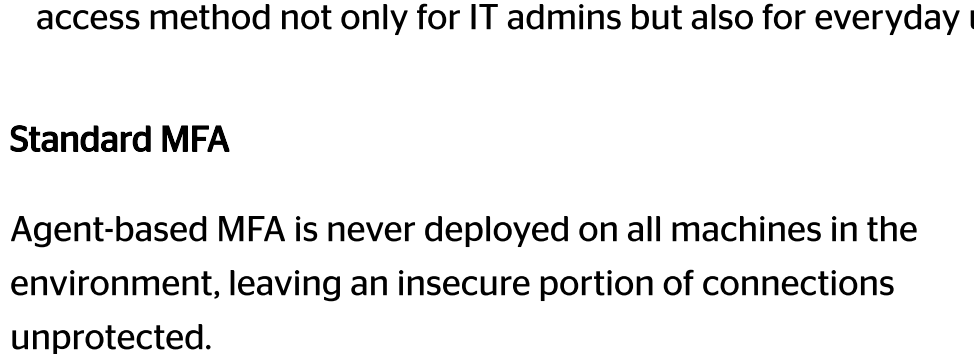 access method not only for IT admins but also for everyday
Standard MFA
Agent-based MFA is never deployed on all machines in the
environment, leaving an insecure portion of connections
unprotected.